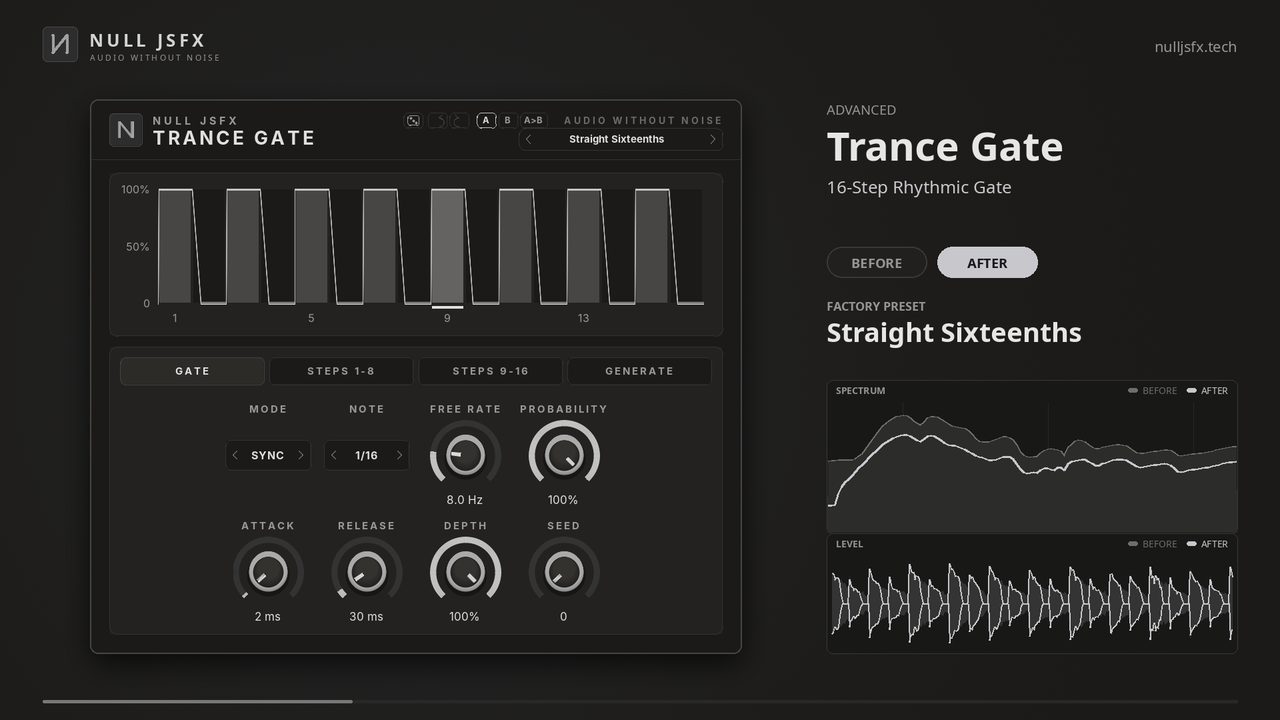 NULL JSFX
AUDIO WITHOUT NOISE
nulljsfx.tech
N NULL JSFX
TRANCE GATE
A B A>B AUDIO WITHOUT NOISE
Straight Sixteenths
100%
50%
0
1 5 9 13
GATE STEPS 1-8 STEPS 9-16 GENERATE
MODE NOTE FREE RATE PROBABILITY
SYNC 1/16
8.0 Hz 100%
ATTACK RELEASE DEPTH SEED
2 ms 30 ms 100% 0
ADVANCED
Trance Gate
16-Step Rhythmic Gate
BEFORE AFTER
FACTORY PRESET
Straight Sixteenths
SPECTRUM BEFORE AFTER
LEVEL BEFORE AFTER